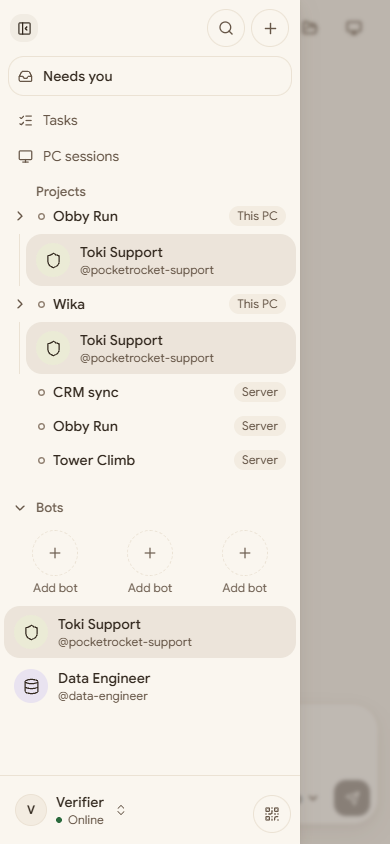 Needs you
Tasks
PC sessions
Projects
Obby Run This PC
Toki Support
@pocketrocket-support
Wika This PC
Toki Support
@pocketrocket-support
CRM sync Server
Obby Run Server
Tower Climb Server
Bots
Add bot Add bot Add bot
Toki Support
@pocketrocket-support
Data Engineer
@data-engineer
V Verifier
Online